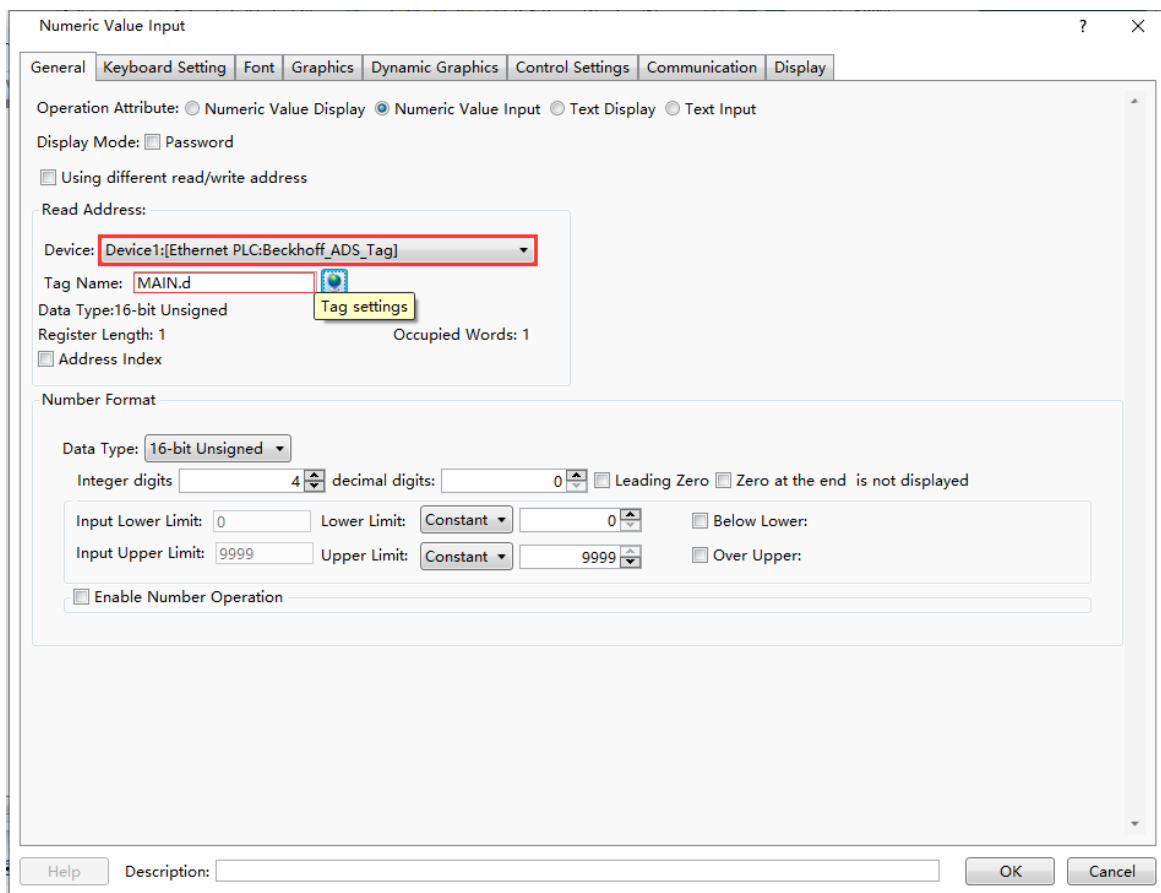 Numeric Value Input ?
General Keyboard Setting Font Graphics Dynamic Graphics Control Settings Communication Display
Operation Attribute: Numeric Value Display Numeric Value Input Text Display Text Input
Display Mode: Password
Using different read/write address
Read Address:
Device: Device1:[Ethernet PLC:Beckhoff_ADS_Tag]
Tag Name: MAIN.d
Tag settings
Data Type:16-bit Unsigned
Register Length: 1 Occupied Words: 1
Address Index
Number Format
Data Type: 16-bit Unsigned
Integer digits 4 decimal digits: 0 Leading Zero Zero at the end is not displayed
Input Lower Limit: 0 Lower Limit: Constant 0 Below Lower:
Input Upper Limit: 9999 Upper Limit: Constant 9999 Over Upper:
Enable Number Operation
Help Description: OK Cancel